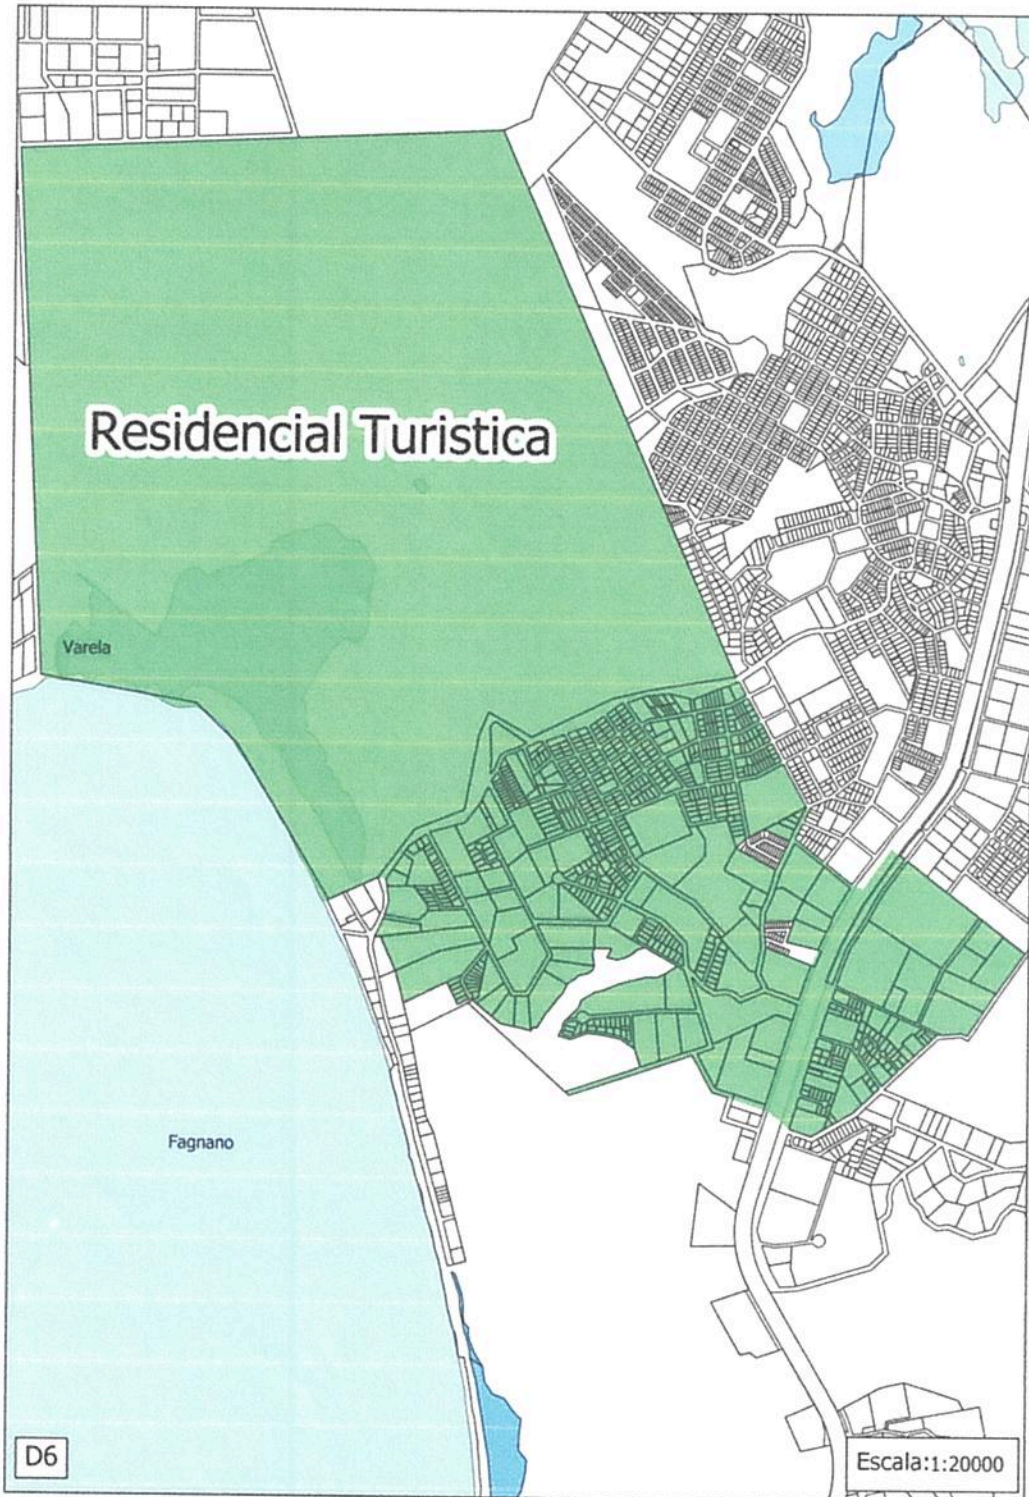 Residencial Turistica
Varela
Fagnano
D6
Escala:1:20000